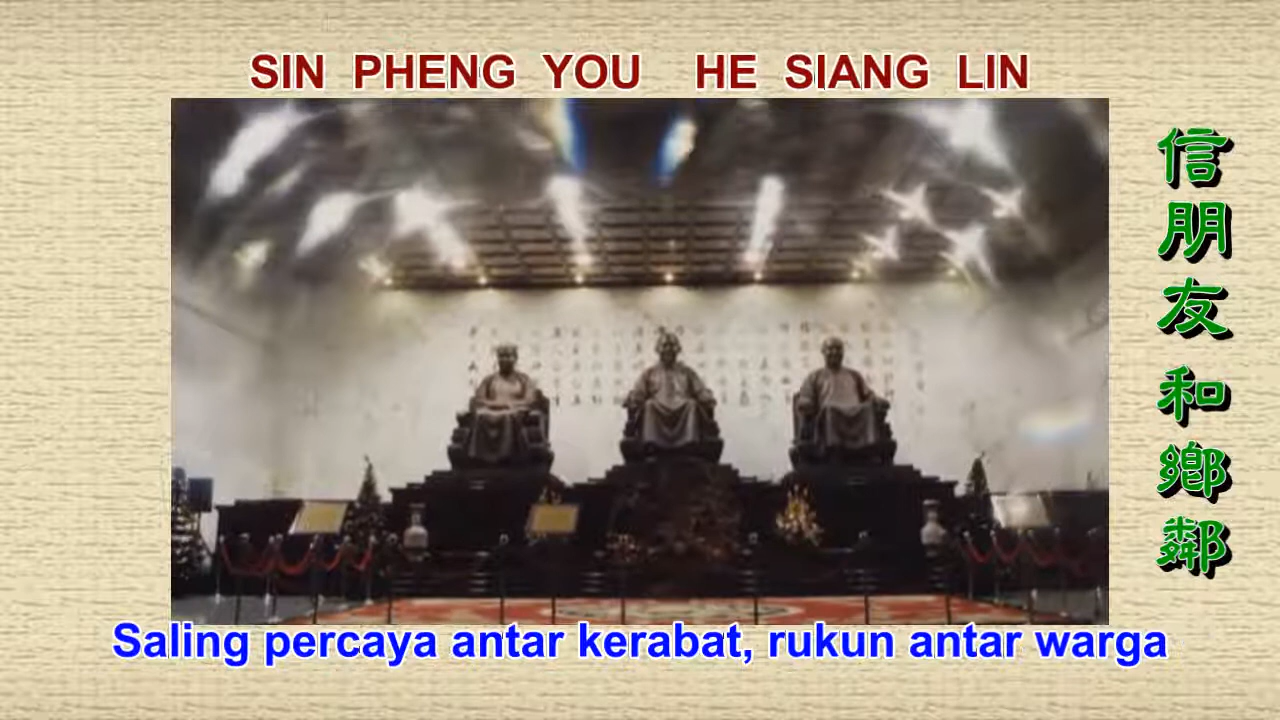 SIN PHENG YOU HE SIANG LIN
信朋友和鄉鄰
Saling percaya antar kerabat, rukun antar warga